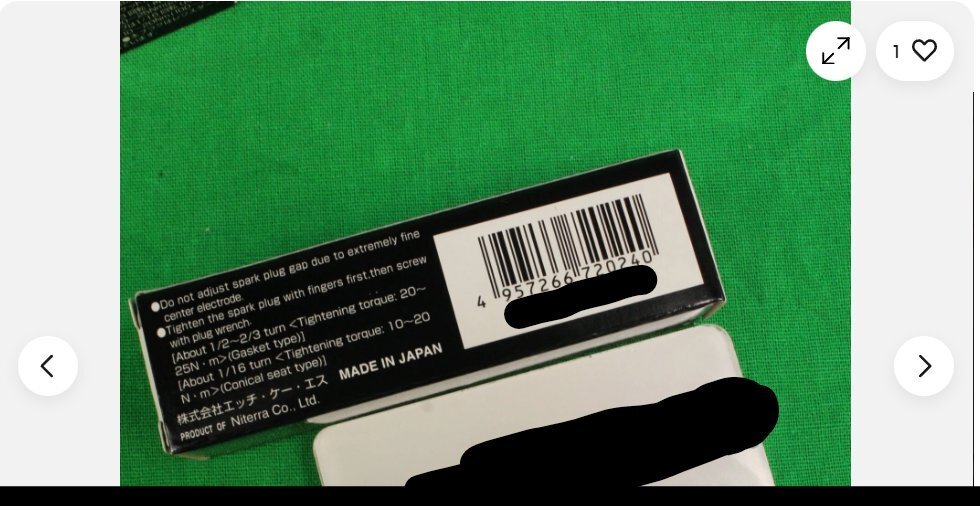 1
●Do not adjust spark plug gap due to extremely fine
center electrode.
●Tighten the spark plug with fingers first,then screw
with plug wrench.
[About 1/2~2/3 turn <Tightening torque: 20~
25N・m>(Gasket type)]
[About 1/16 turn <Tightening torque: 10~20
N・m>(Conical seat type)]
株式会社エッチ・ケー・エス MADE IN JAPAN
PRODUCT OF Niterra Co., Ltd.
4 957266 720240